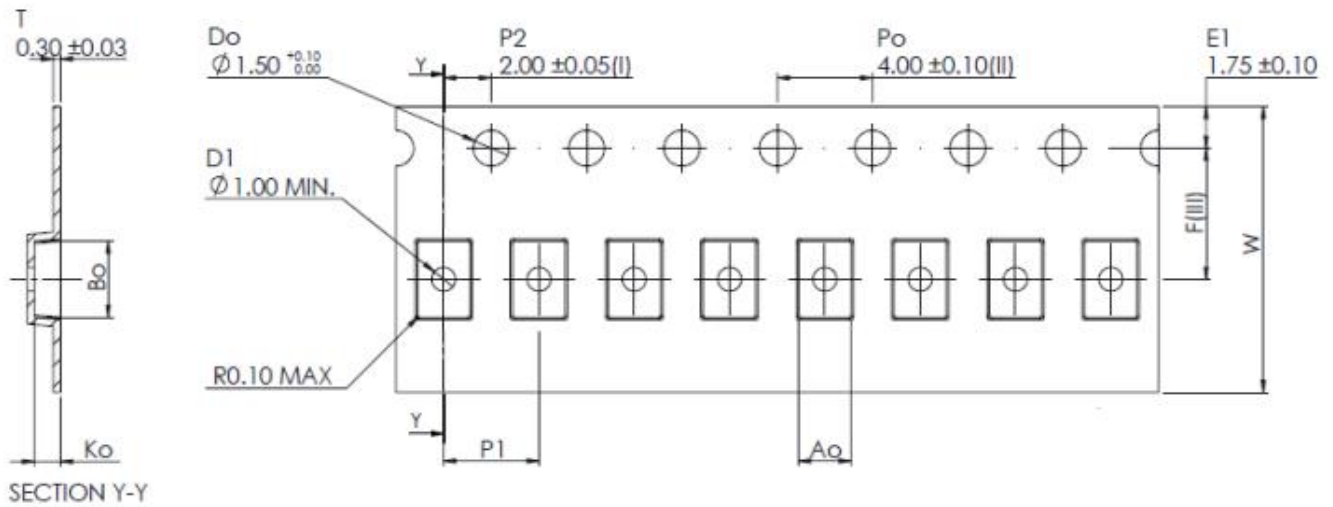 T
0.30 ±0.03
Do
Ø 1.50 +0.10 0.00
Y
P2
2.00 ±0.05(I)
Po
4.00 ±0.10(II)
E1
1.75 ±0.10
D1
Ø 1.00 MIN.
F(III)
W
Bo
R0.10 MAX
Y
P1
Ao
Ko
SECTION Y-Y